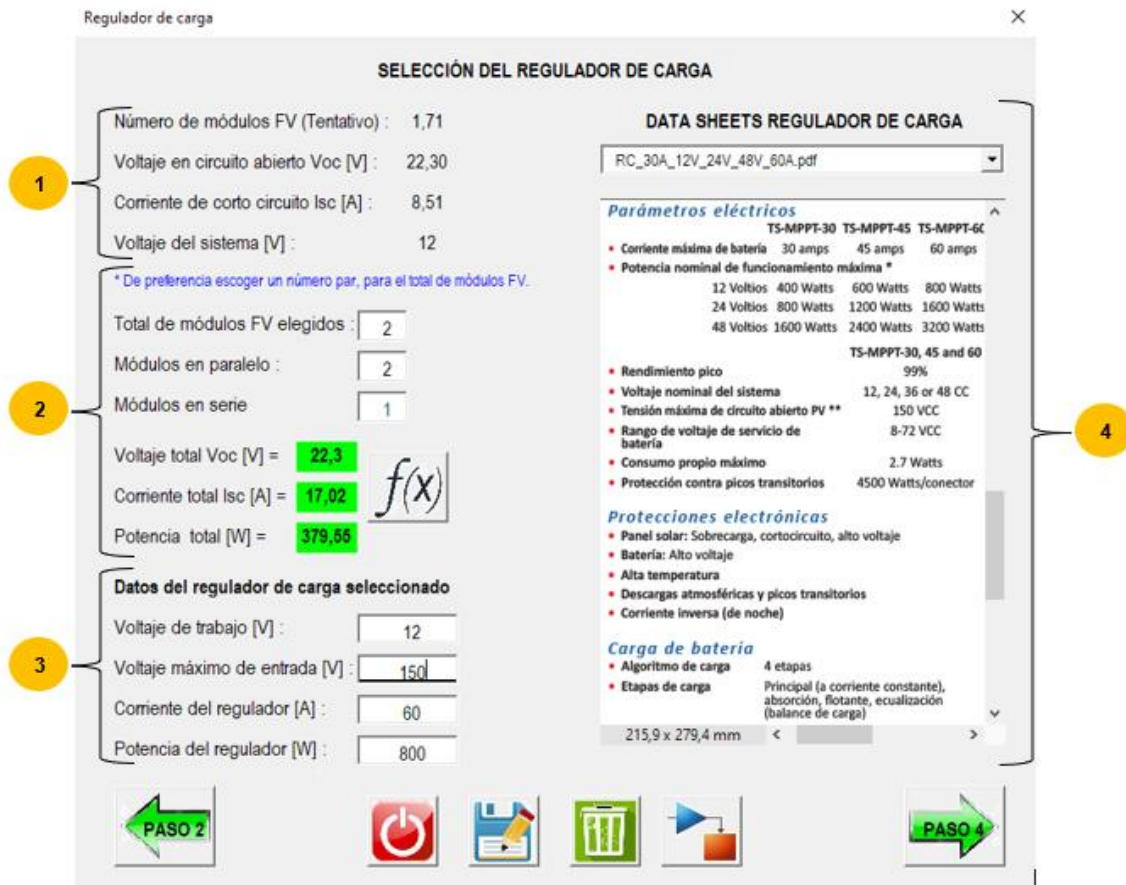 Regulador de carga
SELECCIÓN DEL REGULADOR DE CARGA
1
Número de módulos FV (Tentativo) : 1,71
Voltaje en circuito abierto Voc [V] : 22,30
Corriente de corto circuito Isc [A] : 8,51
Voltaje del sistema [V] : 12
2
* De preferencia escoger un número par, para el total de módulos FV.
Total de módulos FV elegidos : 2
Módulos en paralelo : 2
Módulos en serie 1
Voltaje total Voc [V] = 22,3
Corriente total Isc [A] = 17,02
Potencia total [W] = 379,55
f(x)
3
Datos del regulador de carga seleccionado
Voltaje de trabajo [V] : 12
Voltaje máximo de entrada [V] : 150
Corriente del regulador [A] : 60
Potencia del regulador [W] : 800
4
DATA SHEETS REGULADOR DE CARGA
RC_30A_12V_24V_48V_60A.pdf
Parámetros eléctricos
TS-MPPT-30 TS-MPPT-45 TS-MPPT-60
• Corriente máxima de batería 30 amps 45 amps 60 amps
• Potencia nominal de funcionamiento máxima *
12 Voltios 400 Watts 600 Watts 800 Watts
24 Voltios 800 Watts 1200 Watts 1600 Watts
48 Voltios 1600 Watts 2400 Watts 3200 Watts
TS-MPPT-30, 45 and 60
• Rendimiento pico 99%
• Voltaje nominal del sistema 12, 24, 36 or 48 CC
• Tensión máxima de circuito abierto PV ** 150 VCC
• Rango de voltaje de servicio de 8-72 VCC
batería
• Consumo propio máximo 2.7 Watts
• Protección contra picos transitorios 4500 Watts/conector
Protecciones electrónicas
• Panel solar: Sobrecarga, cortocircuito, alto voltaje
• Batería: Alto voltaje
• Alta temperatura
• Descargas atmosféricas y picos transitorios
• Corriente inversa (de noche)
Carga de batería
• Algoritmo de carga 4 etapas
• Etapas de carga Principal (a corriente constante),
absorción, flotante, ecualización
(balance de carga)
215,9 x 279,4 mm
PASO 2
PASO 4